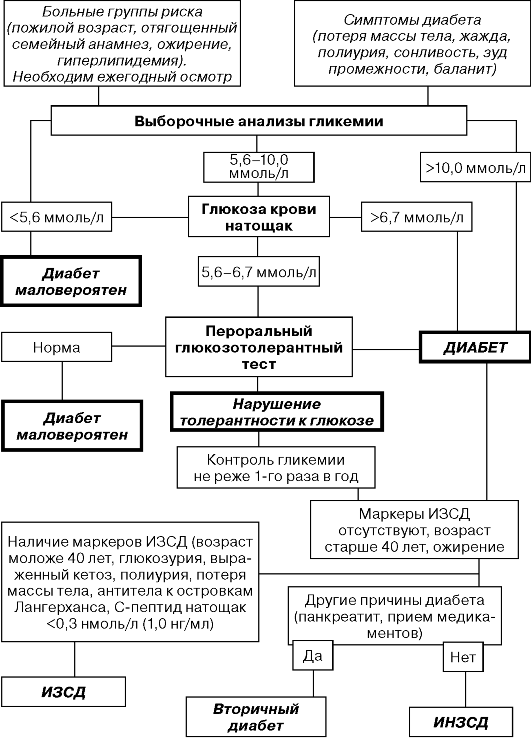 Больные группы риска
(пожилой возраст, отягощенный
семейный анамнез, ожирение,
гиперлипидемия).
Необходим ежегодный осмотр
Симптомы диабета
(потеря массы тела, жажда,
полиурия, сонливость, зуд
промежности, баланит)
Выборочные анализы гликемии
5,6–10,0
ммоль/л
>10,0 ммоль/л
<5,6 ммоль/л
Глюкоза крови
натощак
>6,7 ммоль/л
Диабет
маловероятен
5,6–6,7 ммоль/л
Норма
Пероральный
глюкозотолерантный
тест
ДИАБЕТ
Диабет
маловероятен
Нарушение
толерантности к глюкозе
Контроль гликемии
не реже 1-го раза в год
Маркеры ИЗСД
отсутствуют, возраст
старше 40 лет, ожирение
Наличие маркеров ИЗСД (возраст
моложе 40 лет, глюкозурия, выра-
женный кетоз, полиурия, потеря
массы тела, антитела к островкам
Лангерханса, С-пептид натощак
<0,3 нмоль/л (1,0 нг/мл)
Другие причины диабета
(панкреатит, прием медика-
ментов)
Да
Нет
ИЗСД
Вторичный
диабет
ИНЗСД